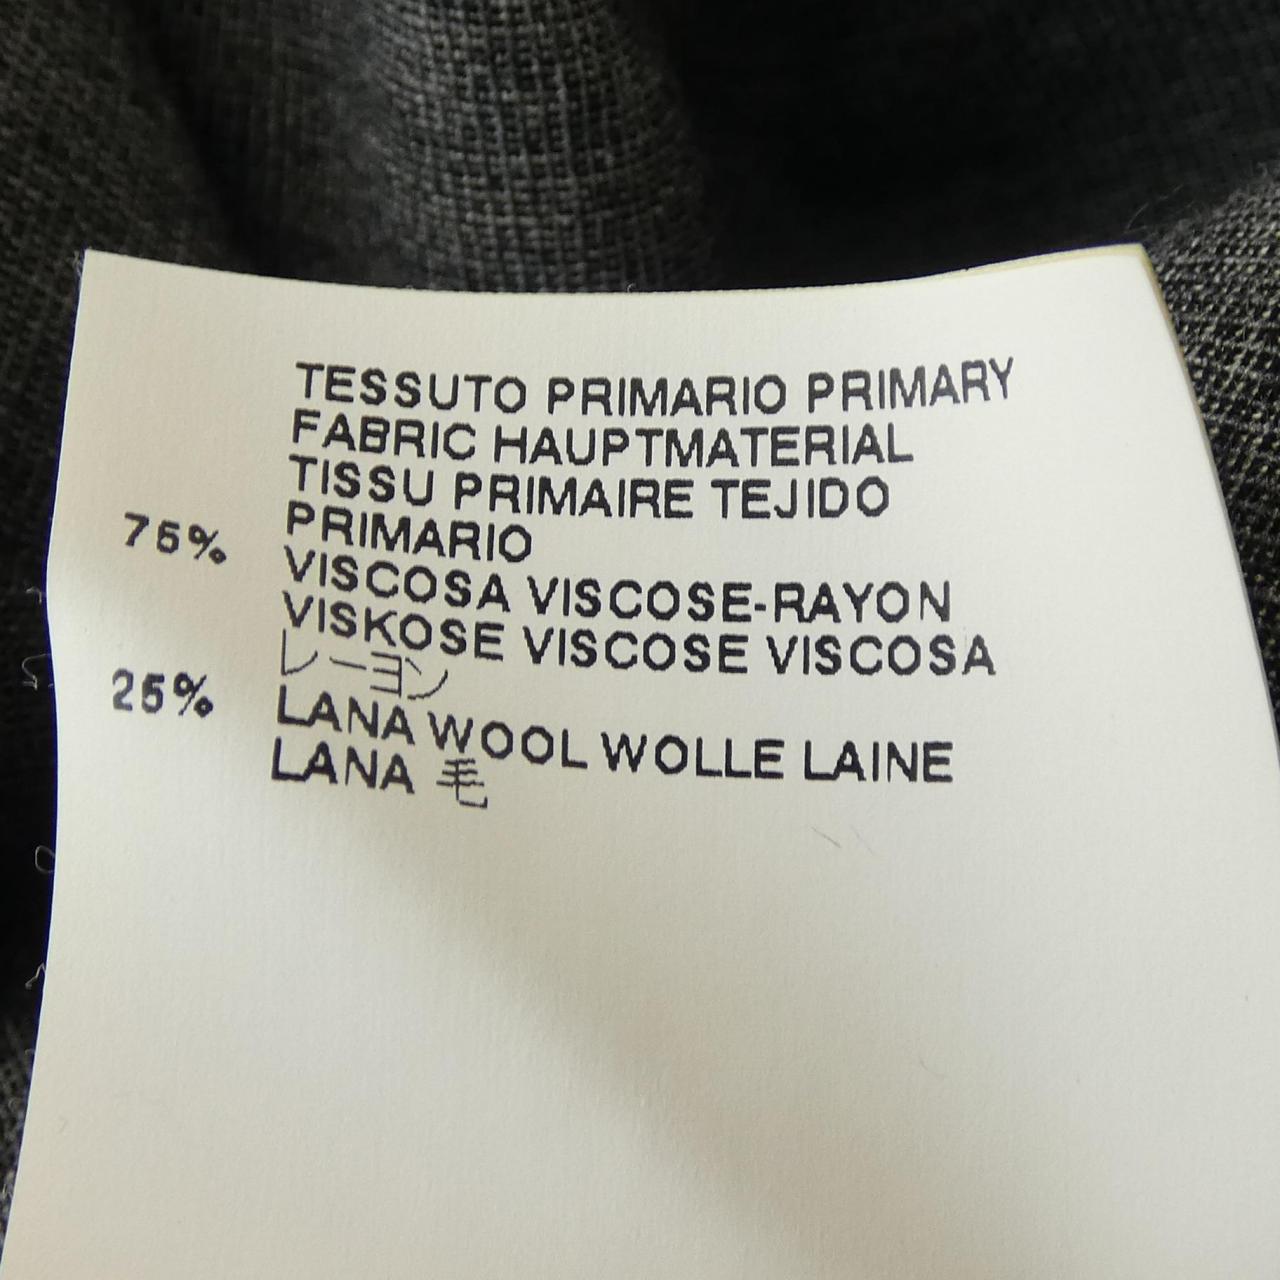 TESSUTO PRIMARIO PRIMARY
FABRIC HAUPTMATERIAL
TISSU PRIMAIRE TEJIDO
PRIMARIO
75% VISCOSA VISCOSE-RAYON
VISKOSE VISCOSE VISCOSA
レーヨン
25% LANA WOOL WOLLE LAINE
LANA 毛